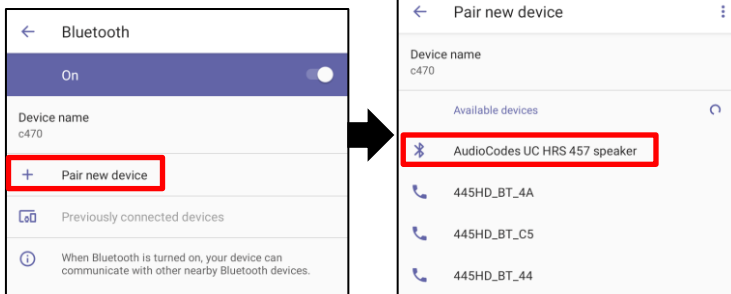 Bluetooth
On
Device name
c470
Pair new device
Previously connected devices
When Bluetooth is turned on, your device can
communicate with other nearby Bluetooth devices.
Pair new device
Device name
c470
Available devices
AudioCodes UC HRS 457 speaker
445HD_BT_4A
445HD_BT_C5
445HD_BT_44